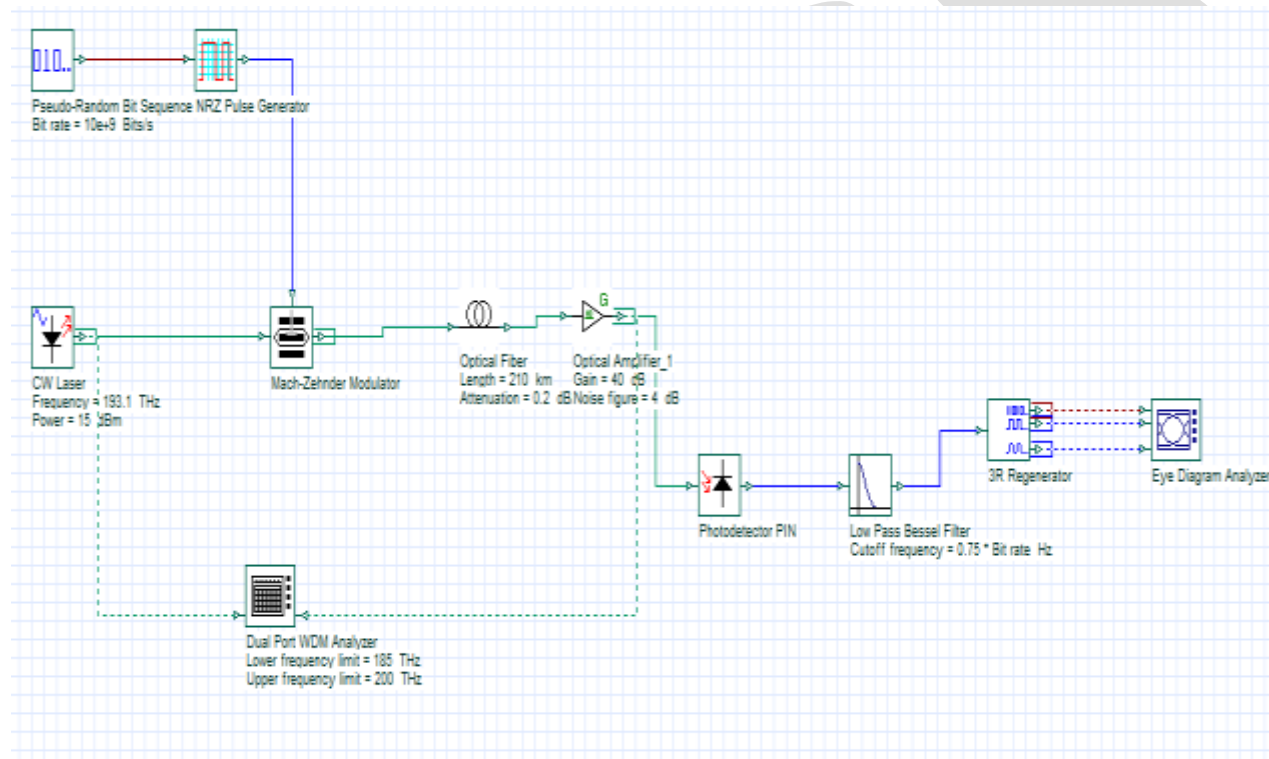 010..
Pseudo-Random Bit Sequence NRZ Pulse Generator
Bit rate = 10e+9 Bits/s
CW Laser
Frequency = 193.1 THz
Power = 15 dBm
Mach-Zehnder Modulator
Optical Fiber
Length = 210 km
Attenuation = 0.2 dB
G
Optical Amplifier_1
Gain = 40 dB
Noise figure = 4 dB
Photodetector PIN
Low Pass Bessel Filter
Cutoff frequency = 0.75 * Bit rate Hz
3R Regenerator
Eye Diagram Analyzer
Dual Port WDM Analyzer
Lower frequency limit = 185 THz
Upper frequency limit = 200 THz